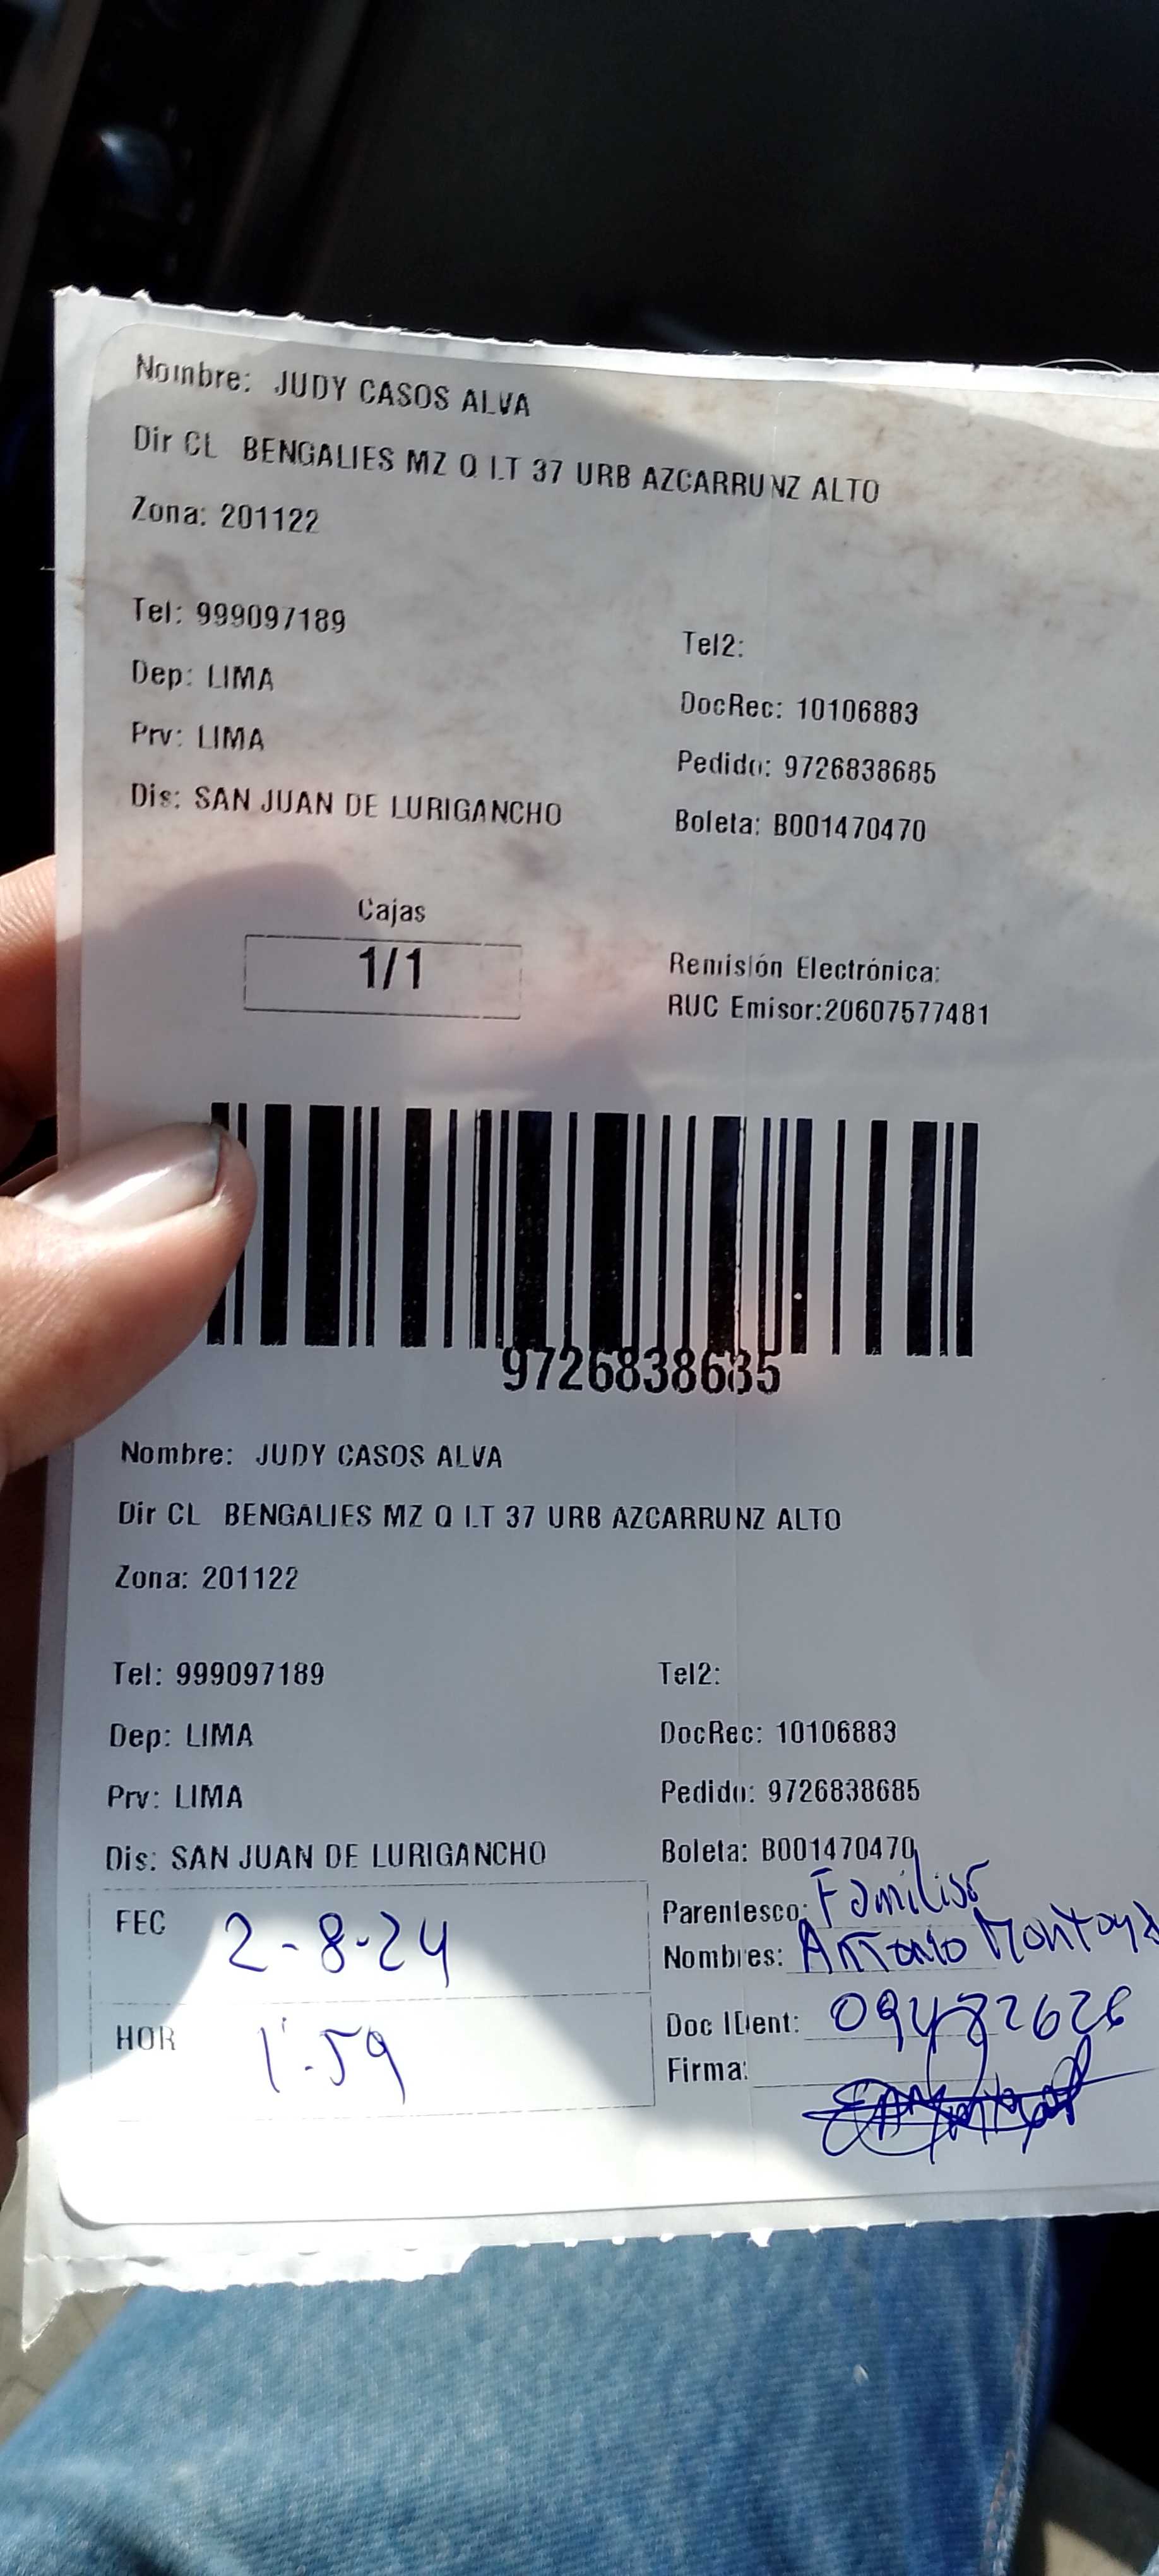 Nombre: JUDY CASOS ALVA
Dir CL BENGALIES MZ Q LT 37 URB AZCARRUNZ ALTO
Zona: 201122
Tel: 999097189
Tel2:
Dep: LIMA
DocRec: 10106883
Prv: LIMA
Pedido: 9726838685
Dis: SAN JUAN DE LURIGANCHO
Boleta: B001470470
Cajas
1/1
Remisión Electrónica:
RUC Emisor:20607577481
9726838685
Nombre: JUDY CASOS ALVA
Dir CL BENGALIES MZ Q LT 37 URB AZCARRUNZ ALTO
Zona: 201122
Tel: 999097189
Tel2:
Dep: LIMA
DocRec: 10106883
Prv: LIMA
Pedido: 9726838685
Dis: SAN JUAN DE LURIGANCHO
Boleta: B001470470
FEC 2-8-24
Parentesco: Familiar
Nombres: Antonio Montoya
HOR 1:59
Doc IDent:
Firma: